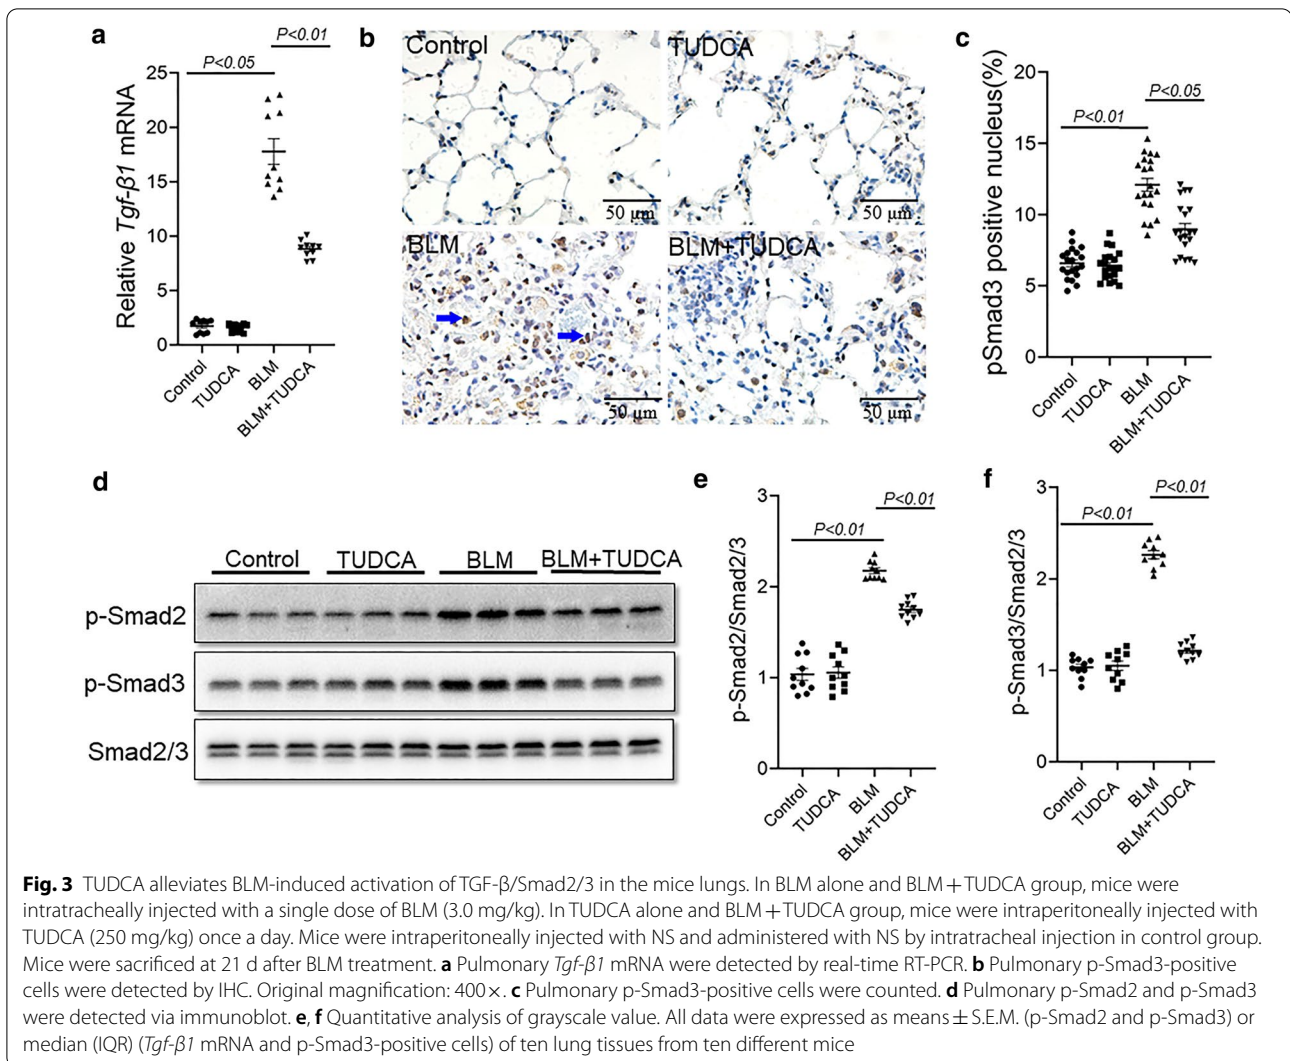 a
P<0.01
P<0.05
Relative Tgf-β1 mRNA
25
20
15
10
5
0
Control
TUDCA
BLM
BLM+TUDCA
b
Control
50 μm
TUDCA
50 μm
BLM
50 μm
BLM+TUDCA
50 μm
c
pSmad3 positive nucleus(%)
20
15
10
5
0
P<0.01
P<0.05
Control
TUDCA
BLM
BLM+TUDCA
d
Control TUDCA BLM BLM+TUDCA
p-Smad2
p-Smad3
Smad2/3
e
p-Smad2/Smad2/3
3
2
1
0
P<0.01
P<0.01
Control
TUDCA
BLM
BLM+TUDCA
f
p-Smad3/Smad2/3
3
2
1
0
P<0.01
P<0.01
Control
TUDCA
BLM
BLM+TUDCA
Fig. 3 TUDCA alleviates BLM-induced activation of TGF-β/Smad2/3 in the mice lungs. In BLM alone and BLM + TUDCA group, mice were
intratracheally injected with a single dose of BLM (3.0 mg/kg). In TUDCA alone and BLM + TUDCA group, mice were intraperitoneally injected with
TUDCA (250 mg/kg) once a day. Mice were intraperitoneally injected with NS and administered with NS by intratracheal injection in control group.
Mice were sacrificed at 21 d after BLM treatment. a Pulmonary Tgf-β1 mRNA were detected by real-time RT-PCR. b Pulmonary p-Smad3-positive
cells were detected by IHC. Original magnification: 400×. c Pulmonary p-Smad3-positive cells were counted. d Pulmonary p-Smad2 and p-Smad3
were detected via immunoblot. e, f Quantitative analysis of grayscale value. All data were expressed as means ± S.E.M. (p-Smad2 and p-Smad3) or
median (IQR) (Tgf-β1 mRNA and p-Smad3-positive cells) of ten lung tissues from ten different mice